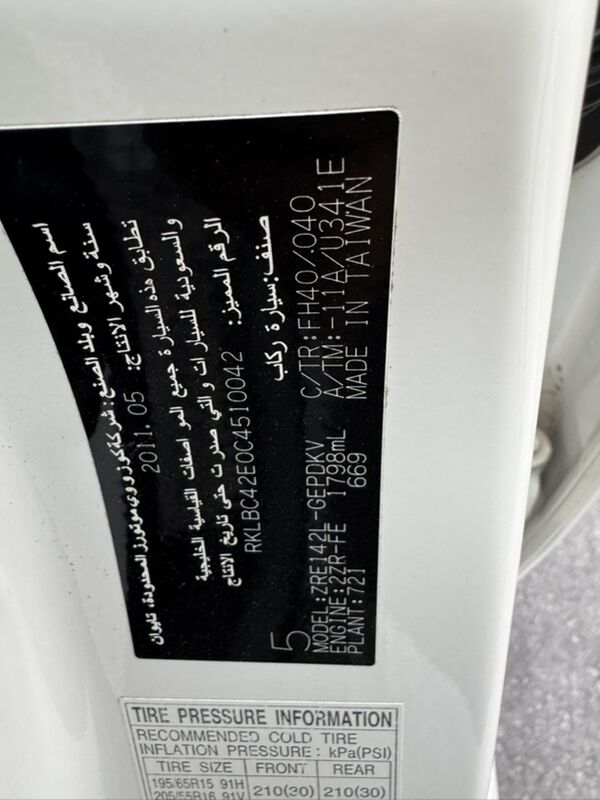 اسم الصانع وبلد الصنع: شركة كوزووي موتورز المحدودة، تايوان
سنة وشهر الانتاج: 2011. 05
تطابق هذه السيارة جميع المواصفات القياسية الخليجية
والسعودية للسيارات والتي صدرت حتى تاريخ الانتاج
الرقم المميز: RKLBC42E0C4510042
صنف: سيارة ركاب
5
MODEL:ZRE142L-GEPDKV C/TR:FH40/040
ENGINE:2ZR-FE 1798mL A/TM:-11A/U341E
PLANT:721 669 MADE IN TAIWAN
TIRE PRESSURE INFORMATION
RECOMMENDED COLD TIRE
INFLATION PRESSURE : kPa(PSI)
TIRE SIZE FRONT REAR
195/65R15 91H
205/55R16 91V 210(30) 210(30)